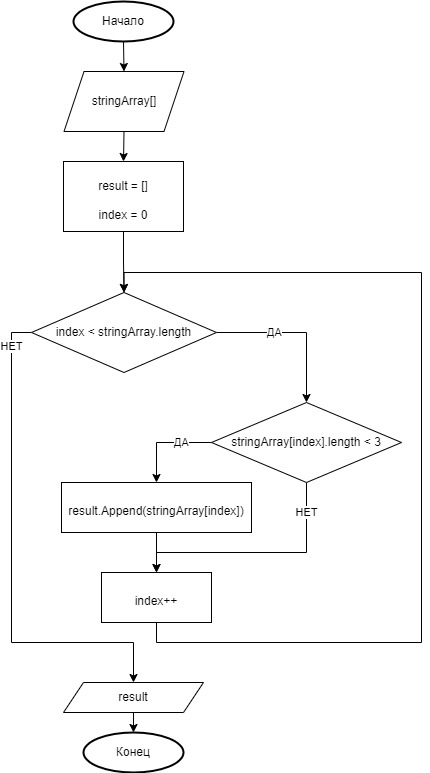 Начало
stringArray[]
result = []
index = 0
index < stringArray.length
ДА
НЕТ
stringArray[index].length < 3
ДА
result.Append(stringArray[index])
НЕТ
index++
result
Конец